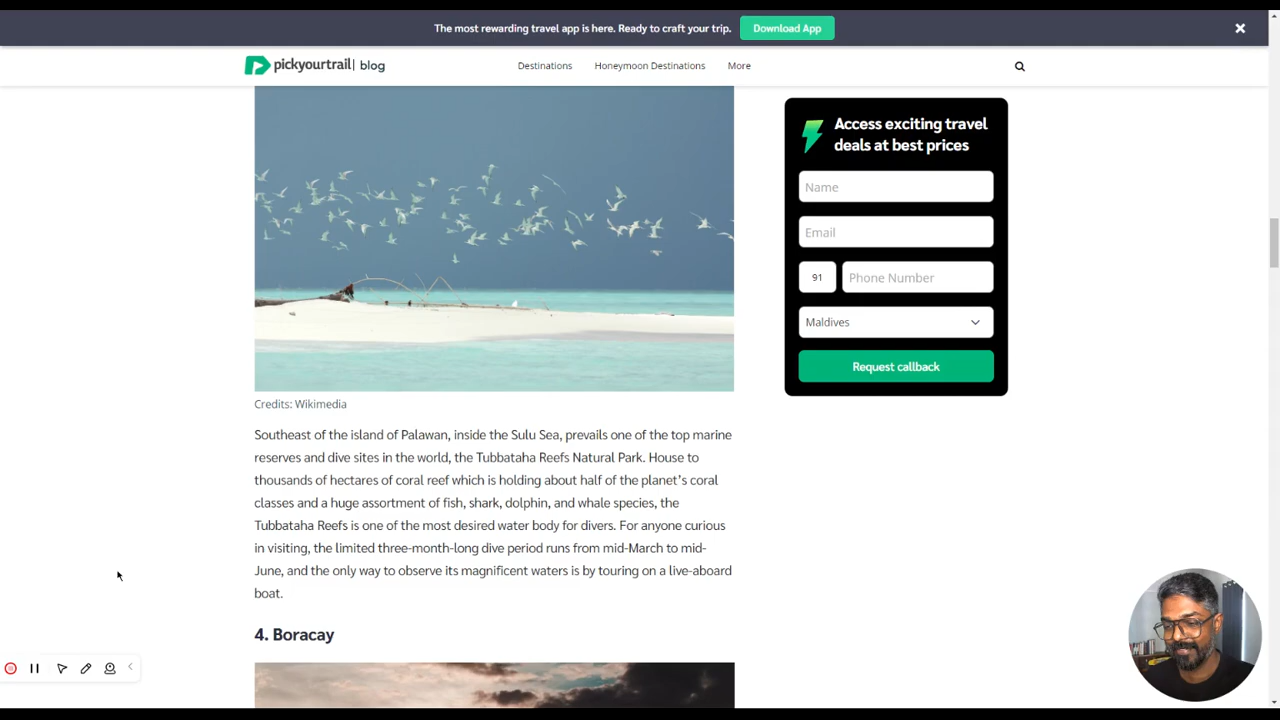 The most rewarding travel app is here. Ready to craft your trip.
Download App
pickyourtrail| blog
Destinations
Honeymoon Destinations
More
Access exciting travel
deals at best prices
Name
Email
91
Phone Number
Maldives
Request callback
Credits: Wikimedia
Southeast of the island of Palawan, inside the Sulu Sea, prevails one of the top marine
reserves and dive sites in the world, the Tubbataha Reefs Natural Park. House to
thousands of hectares of coral reef which is holding about half of the planet’s coral
classes and a huge assortment of fish, shark, dolphin, and whale species, the
Tubbataha Reefs is one of the most desired water body for divers. For anyone curious
in visiting, the limited three-month-long dive period runs from mid-March to mid-
June, and the only way to observe its magnificent waters is by touring on a live-aboard
boat.
4. Boracay